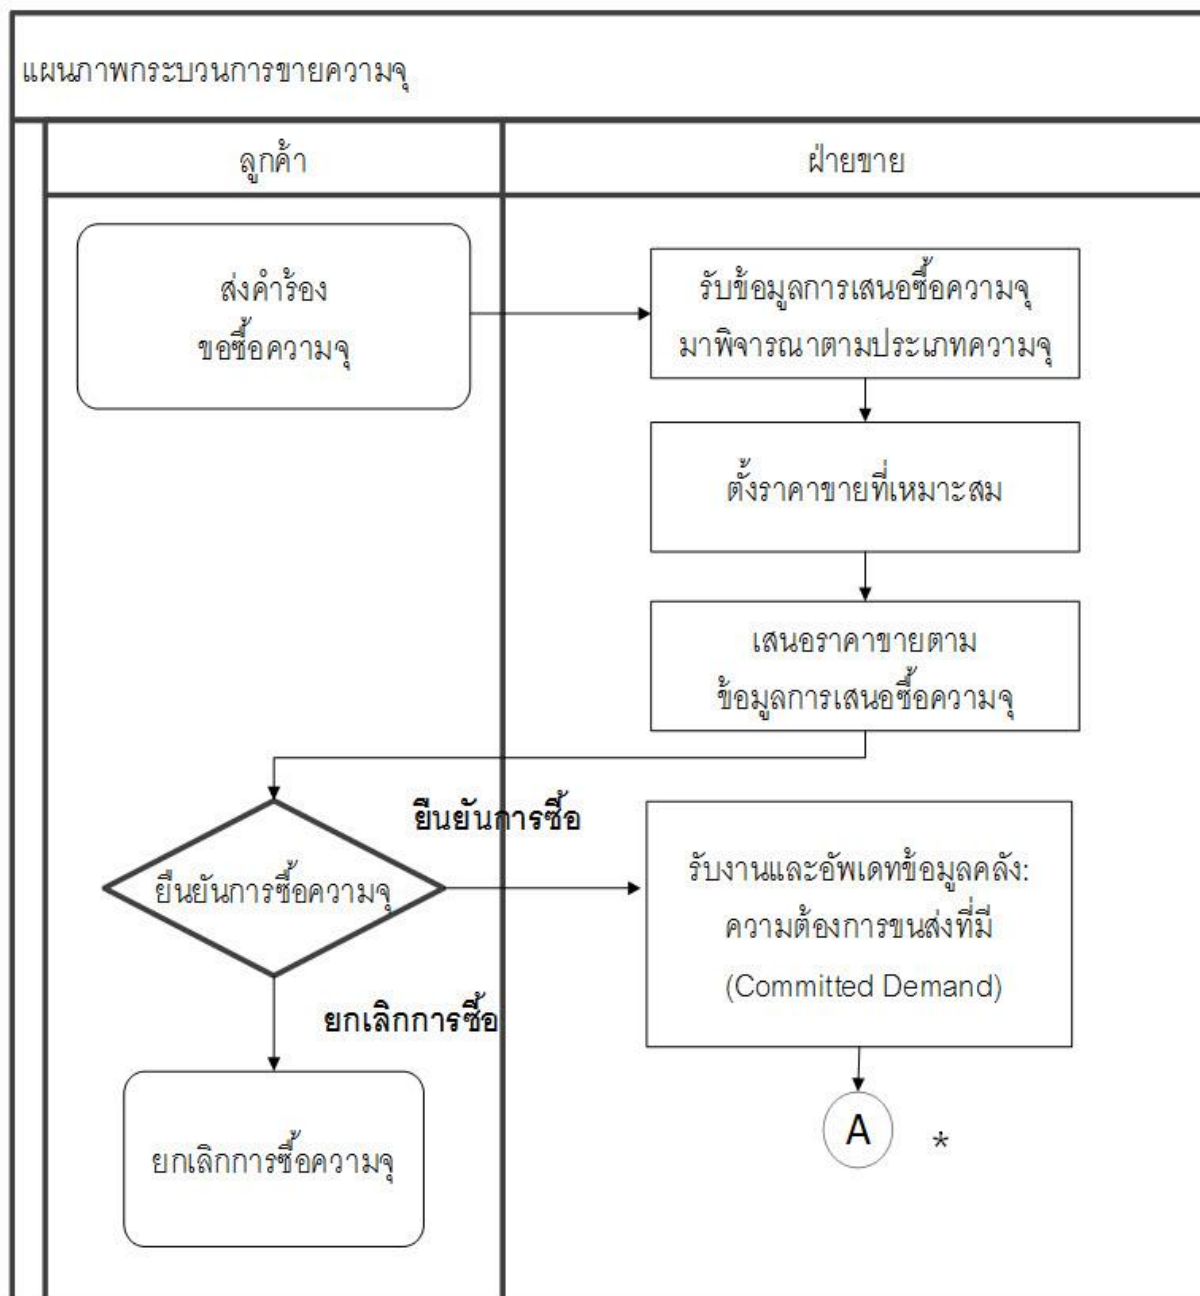 แผนภาพกระบวนการขายความจุ
ลูกค้า
ฝ่ายขาย
ส่งคำร้อง
ขอซื้อความจุ
รับข้อมูลการเสนอซื้อความจุ
มาพิจารณาตามประเภทความจุ
ตั้งราคาขายที่เหมาะสม
เสนอราคาขายตาม
ข้อมูลการเสนอซื้อความจุ
ยืนยันการซื้อ
ยืนยันการซื้อความจุ
รับงานและอัพเดทข้อมูลคลัง:
ความต้องการขนส่งที่มี
(Committed Demand)
ยกเลิกการซื้อ
ยกเลิกการซื้อความจุ
A *